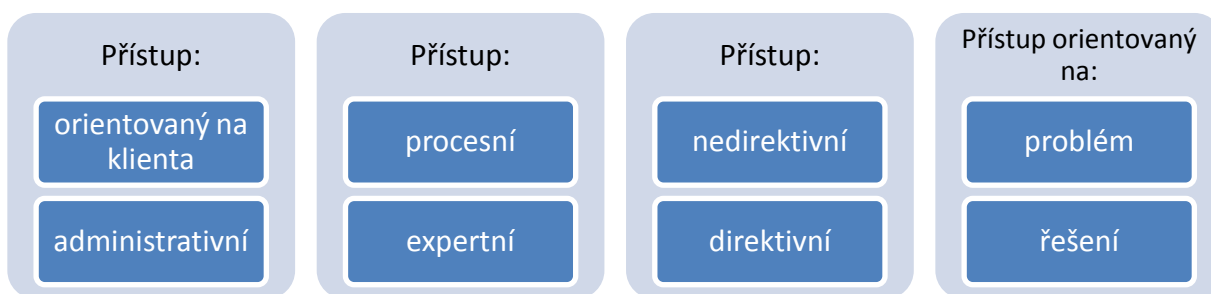 Přístup:
orientovaný na
klienta
administrativní
Přístup:
procesní
expertní
Přístup:
nedirektivní
direktivní
Přístup orientovaný
na:
problém
řešení